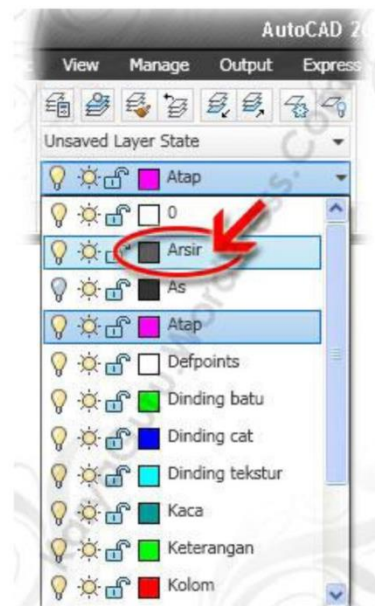 AutoCAD 2
View Manage Output Express
Unsaved Layer State
Atap
0
Arsir
As
Atap
Defpoints
Dinding batu
Dinding cat
Dinding tekstur
Kaca
Keterangan
Kolom